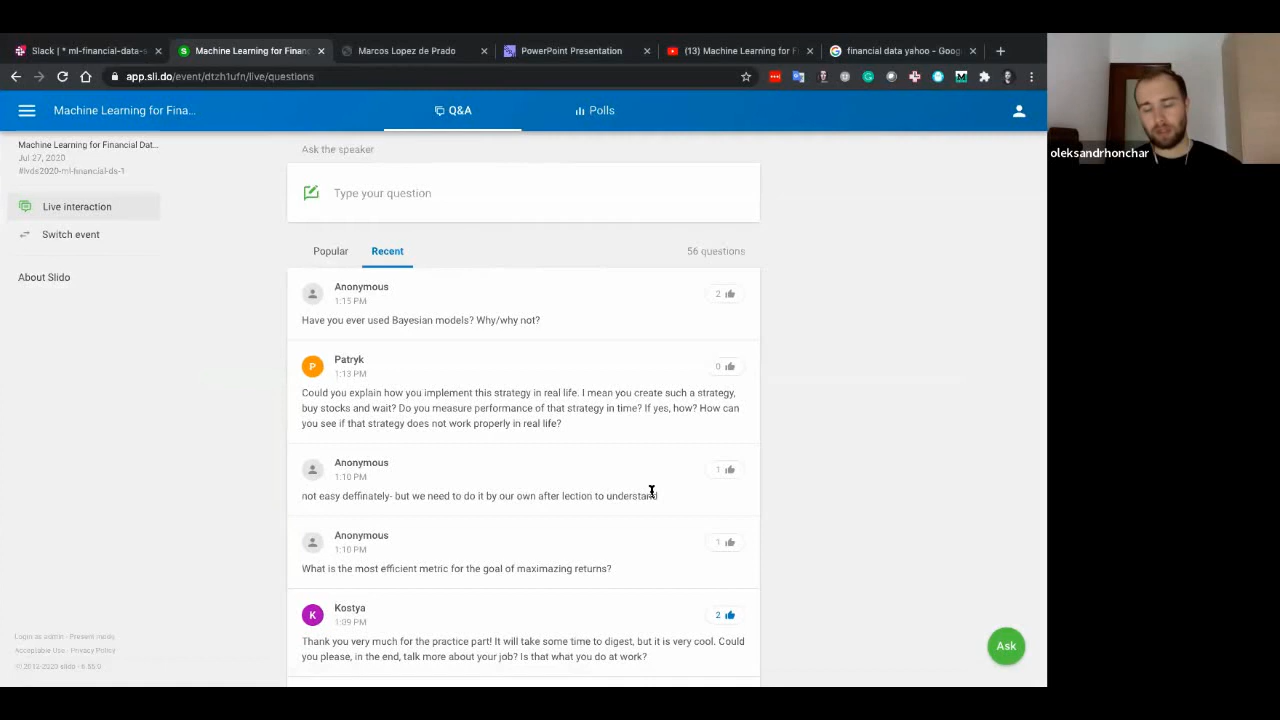 Slack | * ml-financial-data-s
Machine Learning for Financ
Marcos Lopez de Prado
PowerPoint Presentation
(13) Machine Learning for F
financial data yahoo - Goog
app.sli.do/event/dtzh1ufn/live/questions
Machine Learning for Fina...
Q&A
Polls
oleksandrhonchar
Machine Learning for Financial Dat...
Jul 27, 2020
#lvds2020-ml-financial-ds-1
Live interaction
Switch event
About Slido
Ask the speaker
Type your question
Popular
Recent
56 questions
Anonymous
2
1:15 PM
Have you ever used Bayesian models? Why/why not?
P
Patryk
0
1:13 PM
Could you explain how you implement this strategy in real life. I mean you create such a strategy,
buy stocks and wait? Do you measure performance of that strategy in time? If yes, how? How can
you see if that strategy does not work properly in real life?
Anonymous
1
1:10 PM
not easy deffinately- but we need to do it by our own after lection to understand
Anonymous
1
1:10 PM
What is the most efficient metric for the goal of maximazing returns?
K
Kostya
2
1:09 PM
Thank you very much for the practice part! It will take some time to digest, but it is very cool. Could
you please, in the end, talk more about your job? Is that what you do at work?
Login as admin - Present mode
Acceptable Use - Privacy Policy
Ask